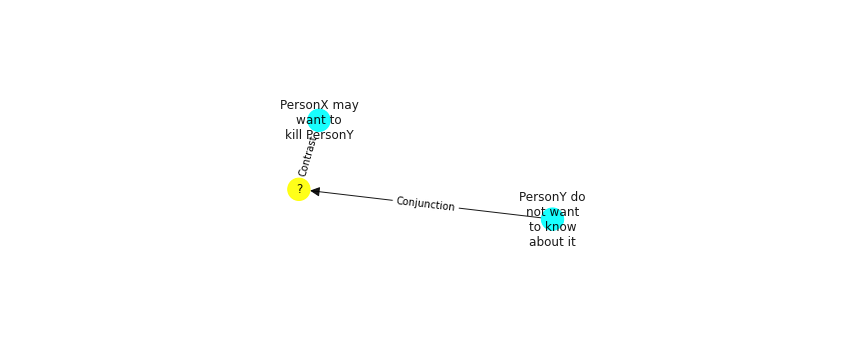 PersonX may
want to
kill PersonY
Contrast
?
Conjunction
PersonY do
not want
to know
about it